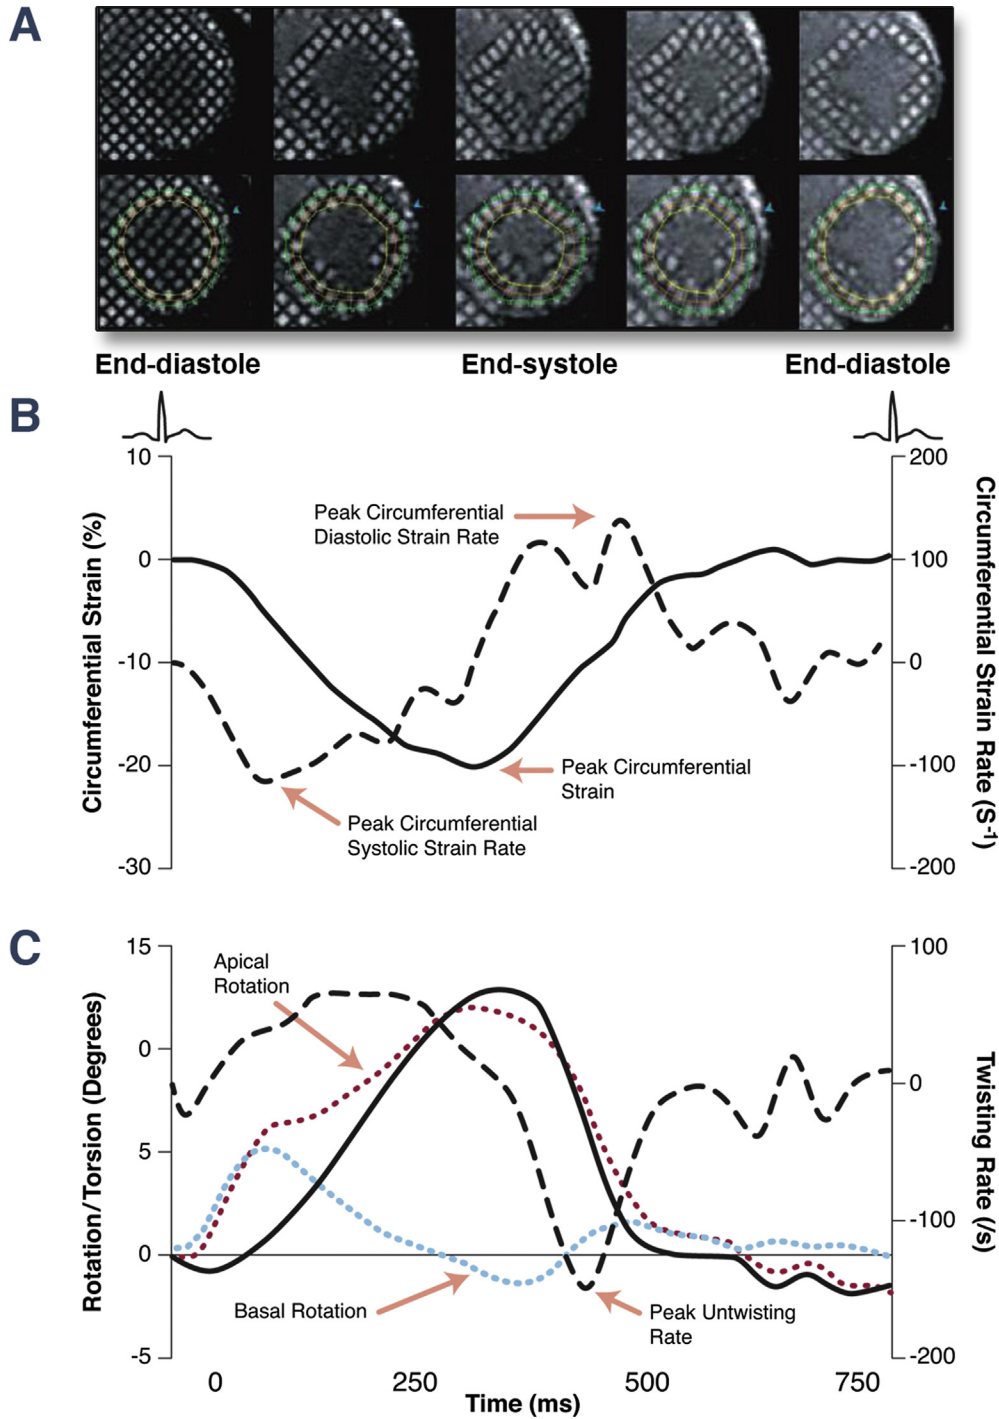 A
End-diastole
End-systole
End-diastole
B
10
0
-10
-20
-30
Circumferential Strain (%)
200
100
0
-100
-200
Circumferential Strain Rate (S-1)
Peak Circumferential
Diastolic Strain Rate
Peak Circumferential
Strain
Peak Circumferential
Systolic Strain Rate
C
15
0
5
0
-5
Rotation/Torsion (Degrees)
100
0
-100
-200
Twisting Rate (/s)
Apical
Rotation
Basal Rotation
Peak Untwisting
Rate
0
250
500
750
Time (ms)